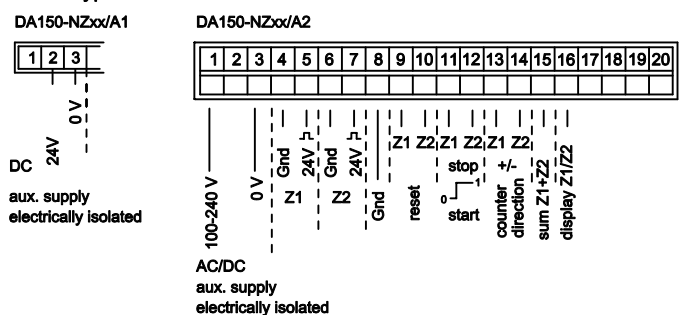 DA150-NZxx/A1
DA150-NZxx/A2
1 2 3
1 2 3 4 5 6 7 8 9 10 11 12 13 14 15 16 17 18 19 20
24V
0 V
DC
aux. supply
electrically isolated
100-240 V
0 V
Gnd
24V
Z1
Gnd
24V
Z2
Gnd
Z1 Z2
reset
Z1 Z2
stop
0 1
start
Z1 Z2
+/-
counter
direction
sum Z1+Z2
display Z1/Z2
AC/DC
aux. supply
electrically isolated